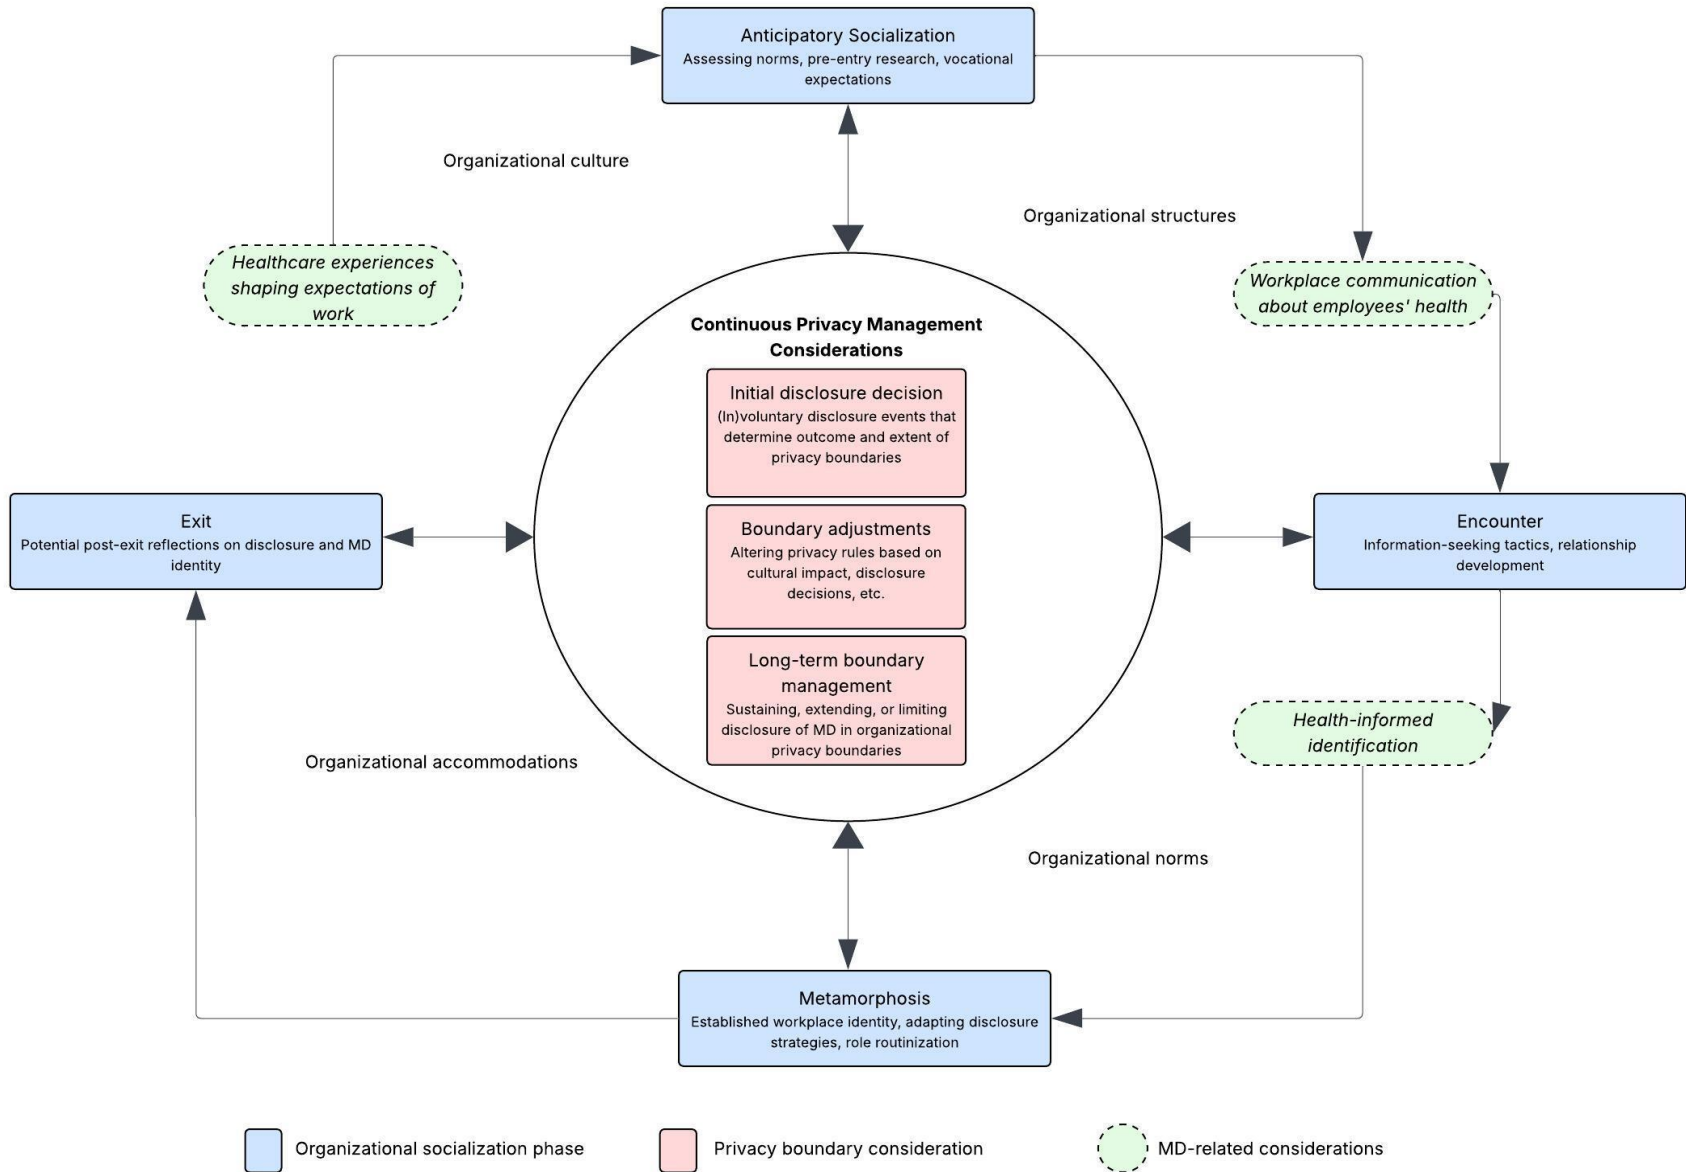 Anticipatory Socialization
Assessing norms, pre-entry research, vocational
expectations
Organizational culture
Organizational structures
Healthcare experiences
shaping expectations of
work
Workplace communication
about employees' health
Continuous Privacy Management
Considerations
Initial disclosure decision
(In)voluntary disclosure events that
determine outcome and extent of
privacy boundaries
Exit
Potential post-exit reflections on disclosure and MD
identity
Boundary adjustments
Altering privacy rules based on
cultural impact, disclosure
decisions, etc.
Encounter
Information-seeking tactics, relationship
development
Long-term boundary
management
Sustaining, extending, or limiting
disclosure of MD in organizational
privacy boundaries
Health-informed
identification
Organizational accommodations
Organizational norms
Metamorphosis
Established workplace identity, adapting disclosure
strategies, role routinization
Organizational socialization phase
Privacy boundary consideration
MD-related considerations